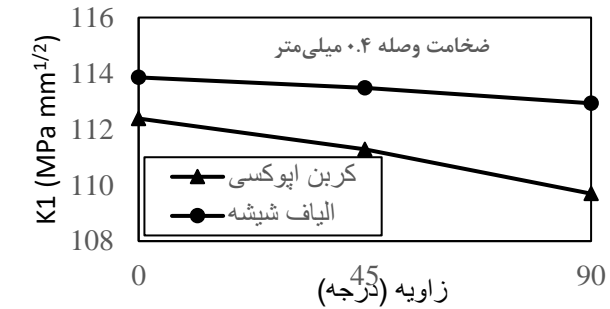 116
ضخامت وصله ۰.۴ میلی‌متر
114
112
110
108
K1 (MPa mm1/2)
کربن اپوکسی
الیاف شیشه
0
45
90
زاویه (درجه)